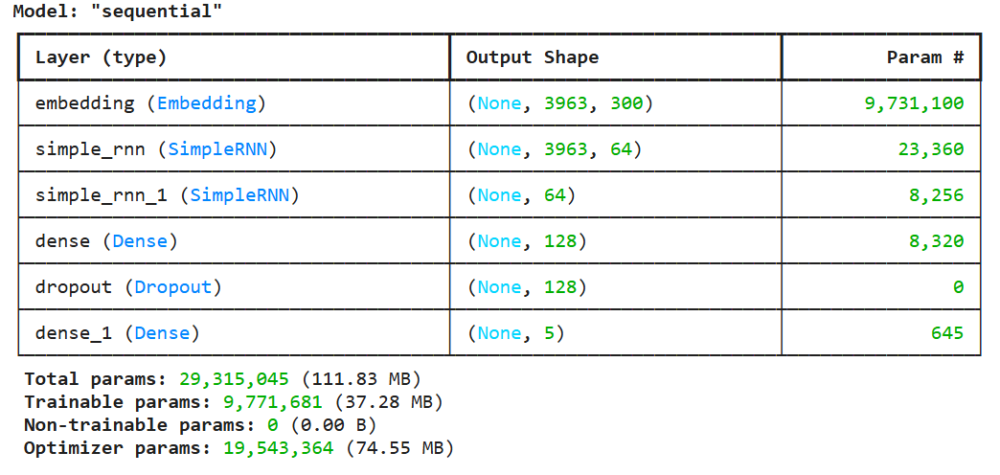 Model: "sequential"
Layer (type) Output Shape Param #
embedding (Embedding) (None, 3963, 300) 9,731,100
simple_rnn (SimpleRNN) (None, 3963, 64) 23,360
simple_rnn_1 (SimpleRNN) (None, 64) 8,256
dense (Dense) (None, 128) 8,320
dropout (Dropout) (None, 128) 0
dense_1 (Dense) (None, 5) 645
Total params: 29,315,045 (111.83 MB)
Trainable params: 9,771,681 (37.28 MB)
Non-trainable params: 0 (0.00 B)
Optimizer params: 19,543,364 (74.55 MB)